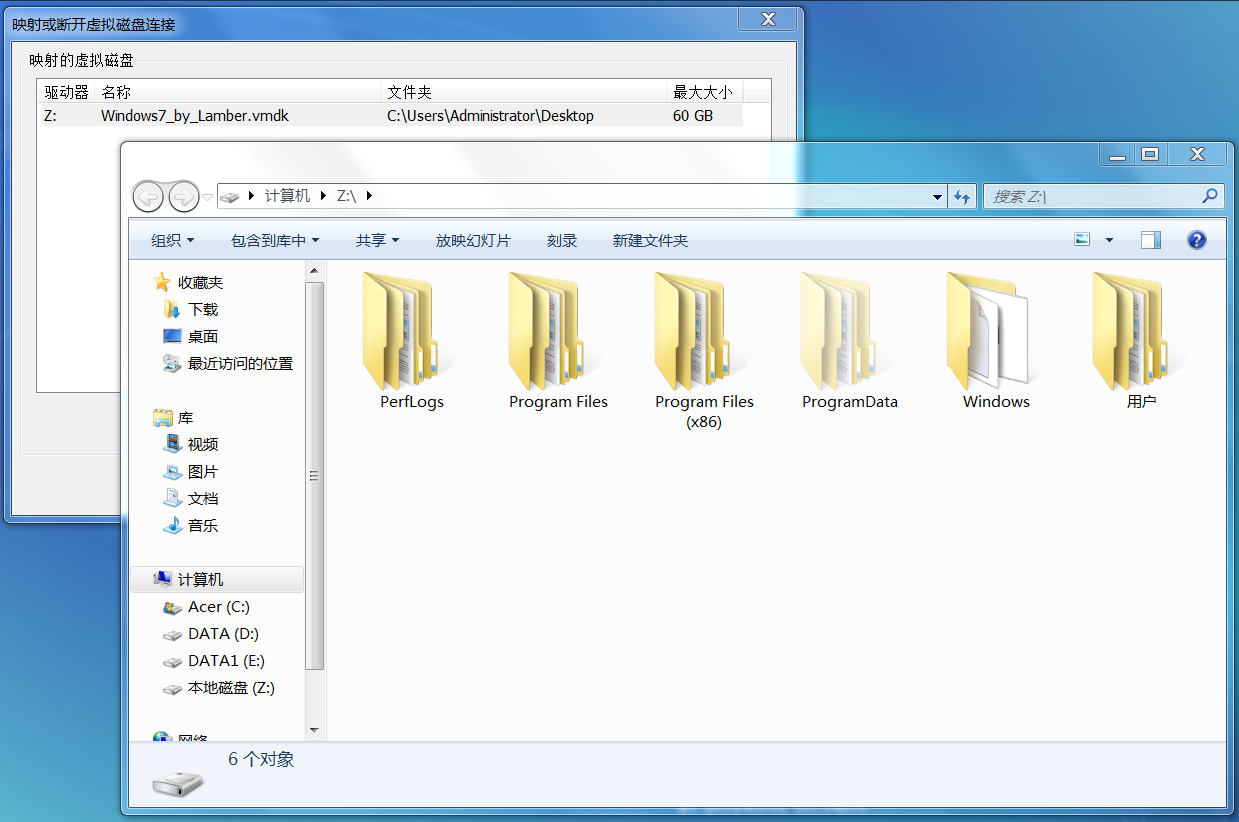 映射或断开虚拟磁盘连接
映射的虚拟磁盘
驱动器 名称 文件夹 最大大小
Z: Windows7_by_Lamber.vmdk C:\Users\Administrator\Desktop 60 GB
计算机 Z:\
搜索 Z:\
组织 包含到库中 共享 放映幻灯片 刻录 新建文件夹
收藏夹
下载
桌面
最近访问的位置
库
视频
图片
文档
音乐
计算机
Acer (C:)
DATA (D:)
DATA1 (E:)
本地磁盘 (Z:)
网络
PerfLogs
Program Files
Program Files
(x86)
ProgramData
Windows
用户
6 个对象